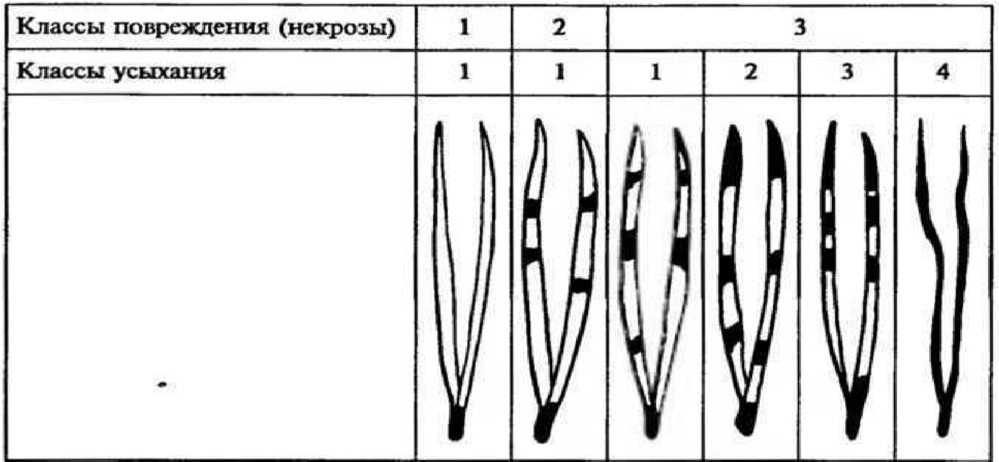 Классы повреждения (некрозы) 1 2 3
Классы усыхания 1 1 1 2 3 4